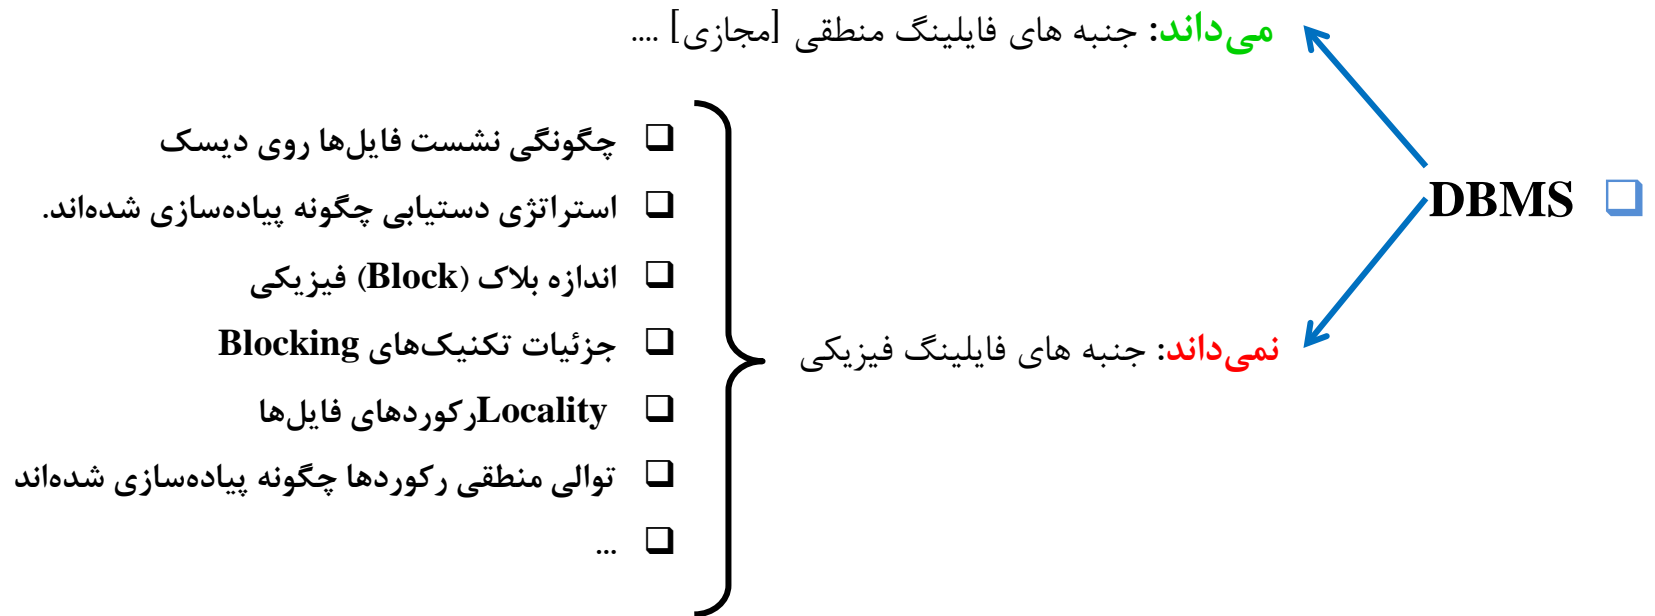 DBMS
می‌داند: جنبه های فایلینگ منطقی [مجازی] ....
نمی‌داند: جنبه های فایلینگ فیزیکی
چگونگی نشست فایل‌ها روی دیسک
استراتژی دستیابی چگونه پیاده‌سازی شده‌اند.
اندازه بلاک (Block) فیزیکی
جزئیات تکنیک‌های Blocking
Locality رکوردهای فایل‌ها
توالی منطقی رکوردها چگونه پیاده‌سازی شده‌اند
...